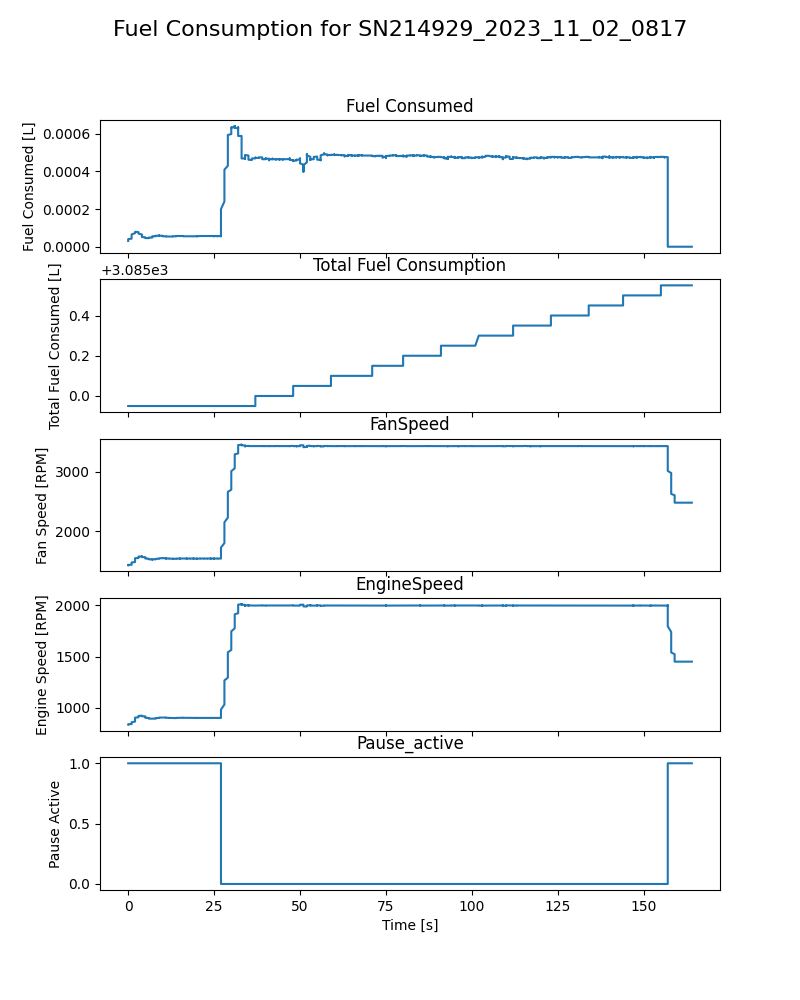 Fuel Consumption for SN214929_2023_11_02_0817
Fuel Consumed
Fuel Consumed [L]
0.0006
0.0004
0.0002
0.0000
Total Fuel Consumption
+3.085e3
Total Fuel Consumed [L]
0.4
0.2
0.0
FanSpeed
Fan Speed [RPM]
3000
2000
EngineSpeed
Engine Speed [RPM]
2000
1500
1000
Pause_active
Pause Active
1.0
0.5
0.0
0 25 50 75 100 125 150
Time [s]